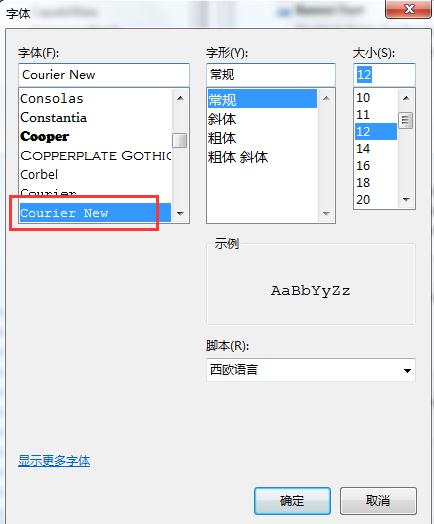 字体
字体(F):
Courier New
Consolas
Constantia
Cooper
COPPERPLATE GOTHIC
Corbel
Courier
Courier New
字形(Y):
常规
常规
斜体
粗体
粗体 斜体
大小(S):
12
10
11
12
14
16
18
20
示例
AaBbYyZz
脚本(R):
西欧语言
显示更多字体
确定
取消